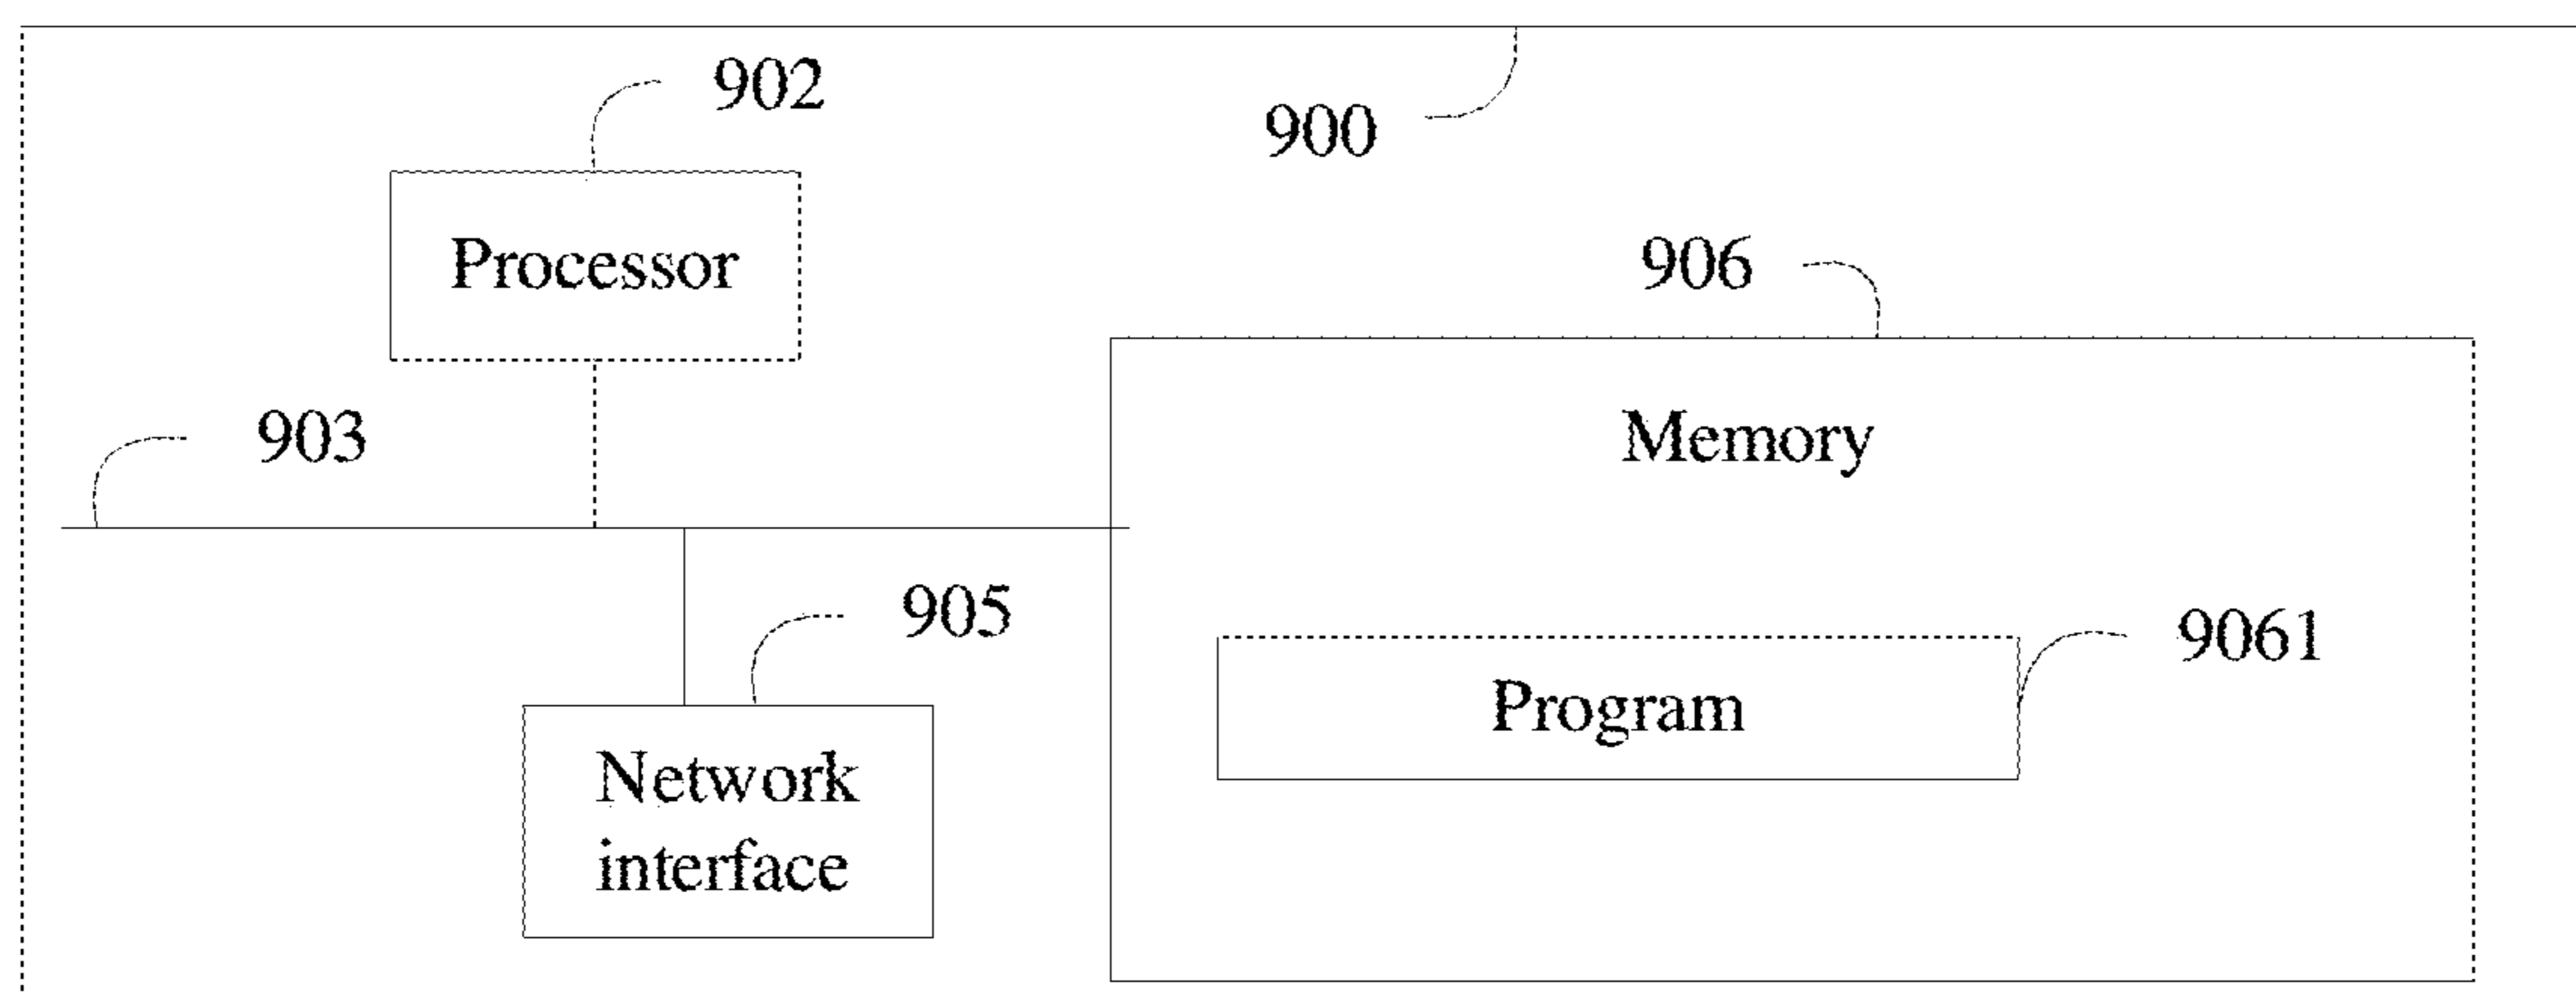 902
900
Processor
906
903
Memory
905
9061
Program
Network
interface